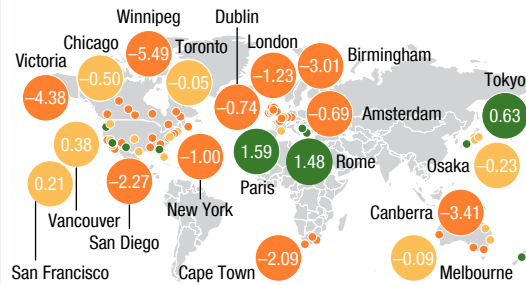 Winnipeg
Dublin
Chicago
Toronto
London
Birmingham
Victoria
−5.49
−0.50
−0.05
−1.23
−3.01
Tokyo
−4.38
−0.74
−0.69
Amsterdam
0.63
0.38
1.59
1.48
Rome
Osaka
−0.23
−1.00
Paris
0.21
−2.27
New York
Canberra
−3.41
Vancouver
San Diego
San Francisco
Cape Town
−2.09
−0.09
Melbourne